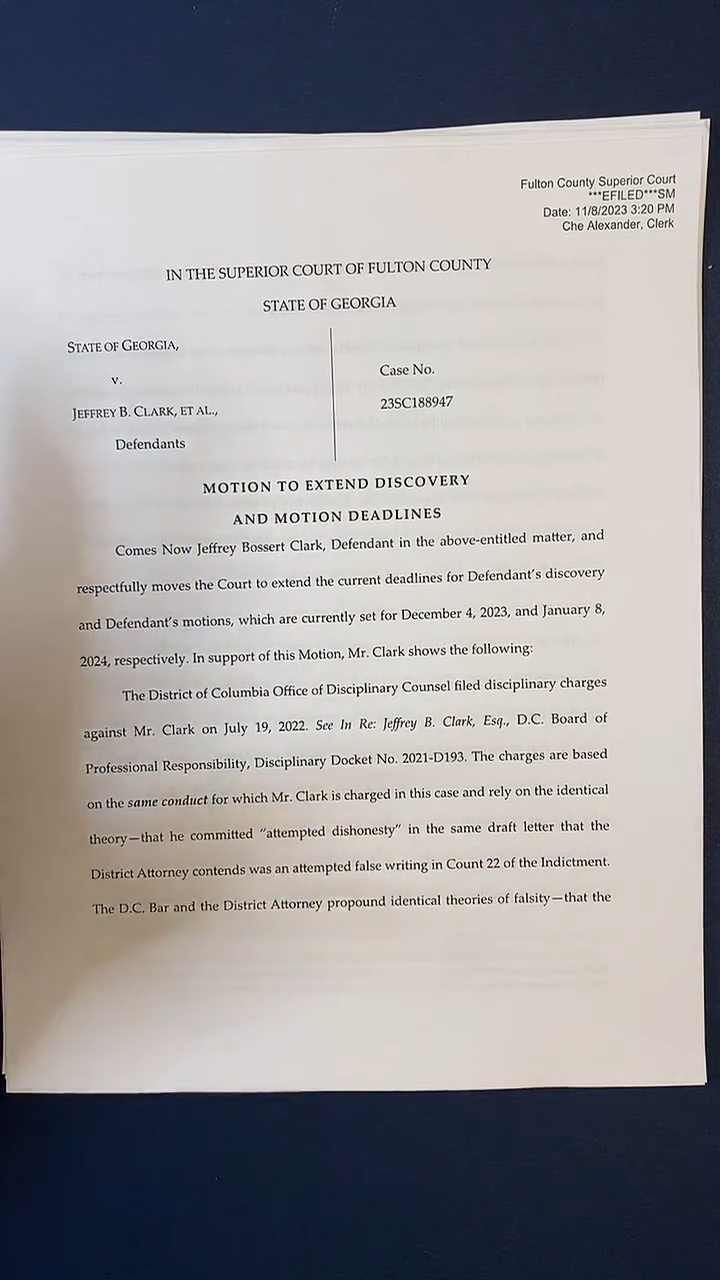 Fulton County Superior Court
***EFILED***SM
Date: 11/8/2023 3:20 PM
Che Alexander, Clerk
IN THE SUPERIOR COURT OF FULTON COUNTY
STATE OF GEORGIA
STATE OF GEORGIA,
v.
JEFFREY B. CLARK, ET AL.,
Defendants
Case No.
23SC188947
MOTION TO EXTEND DISCOVERY
AND MOTION DEADLINES
Comes Now Jeffrey Bossert Clark, Defendant in the above-entitled matter, and
respectfully moves the Court to extend the current deadlines for Defendant's discovery
and Defendant's motions, which are currently set for December 4, 2023, and January 8,
2024, respectively. In support of this Motion, Mr. Clark shows the following:
The District of Columbia Office of Disciplinary Counsel filed disciplinary charges
against Mr. Clark on July 19, 2022. See In Re: Jeffrey B. Clark, Esq., D.C. Board of
Professional Responsibility, Disciplinary Docket No. 2021-D193. The charges are based
on the same conduct for which Mr. Clark is charged in this case and rely on the identical
theory—that he committed "attempted dishonesty" in the same draft letter that the
District Attorney contends was an attempted false writing in Count 22 of the Indictment.
The D.C. Bar and the District Attorney propound identical theories of falsity—that the